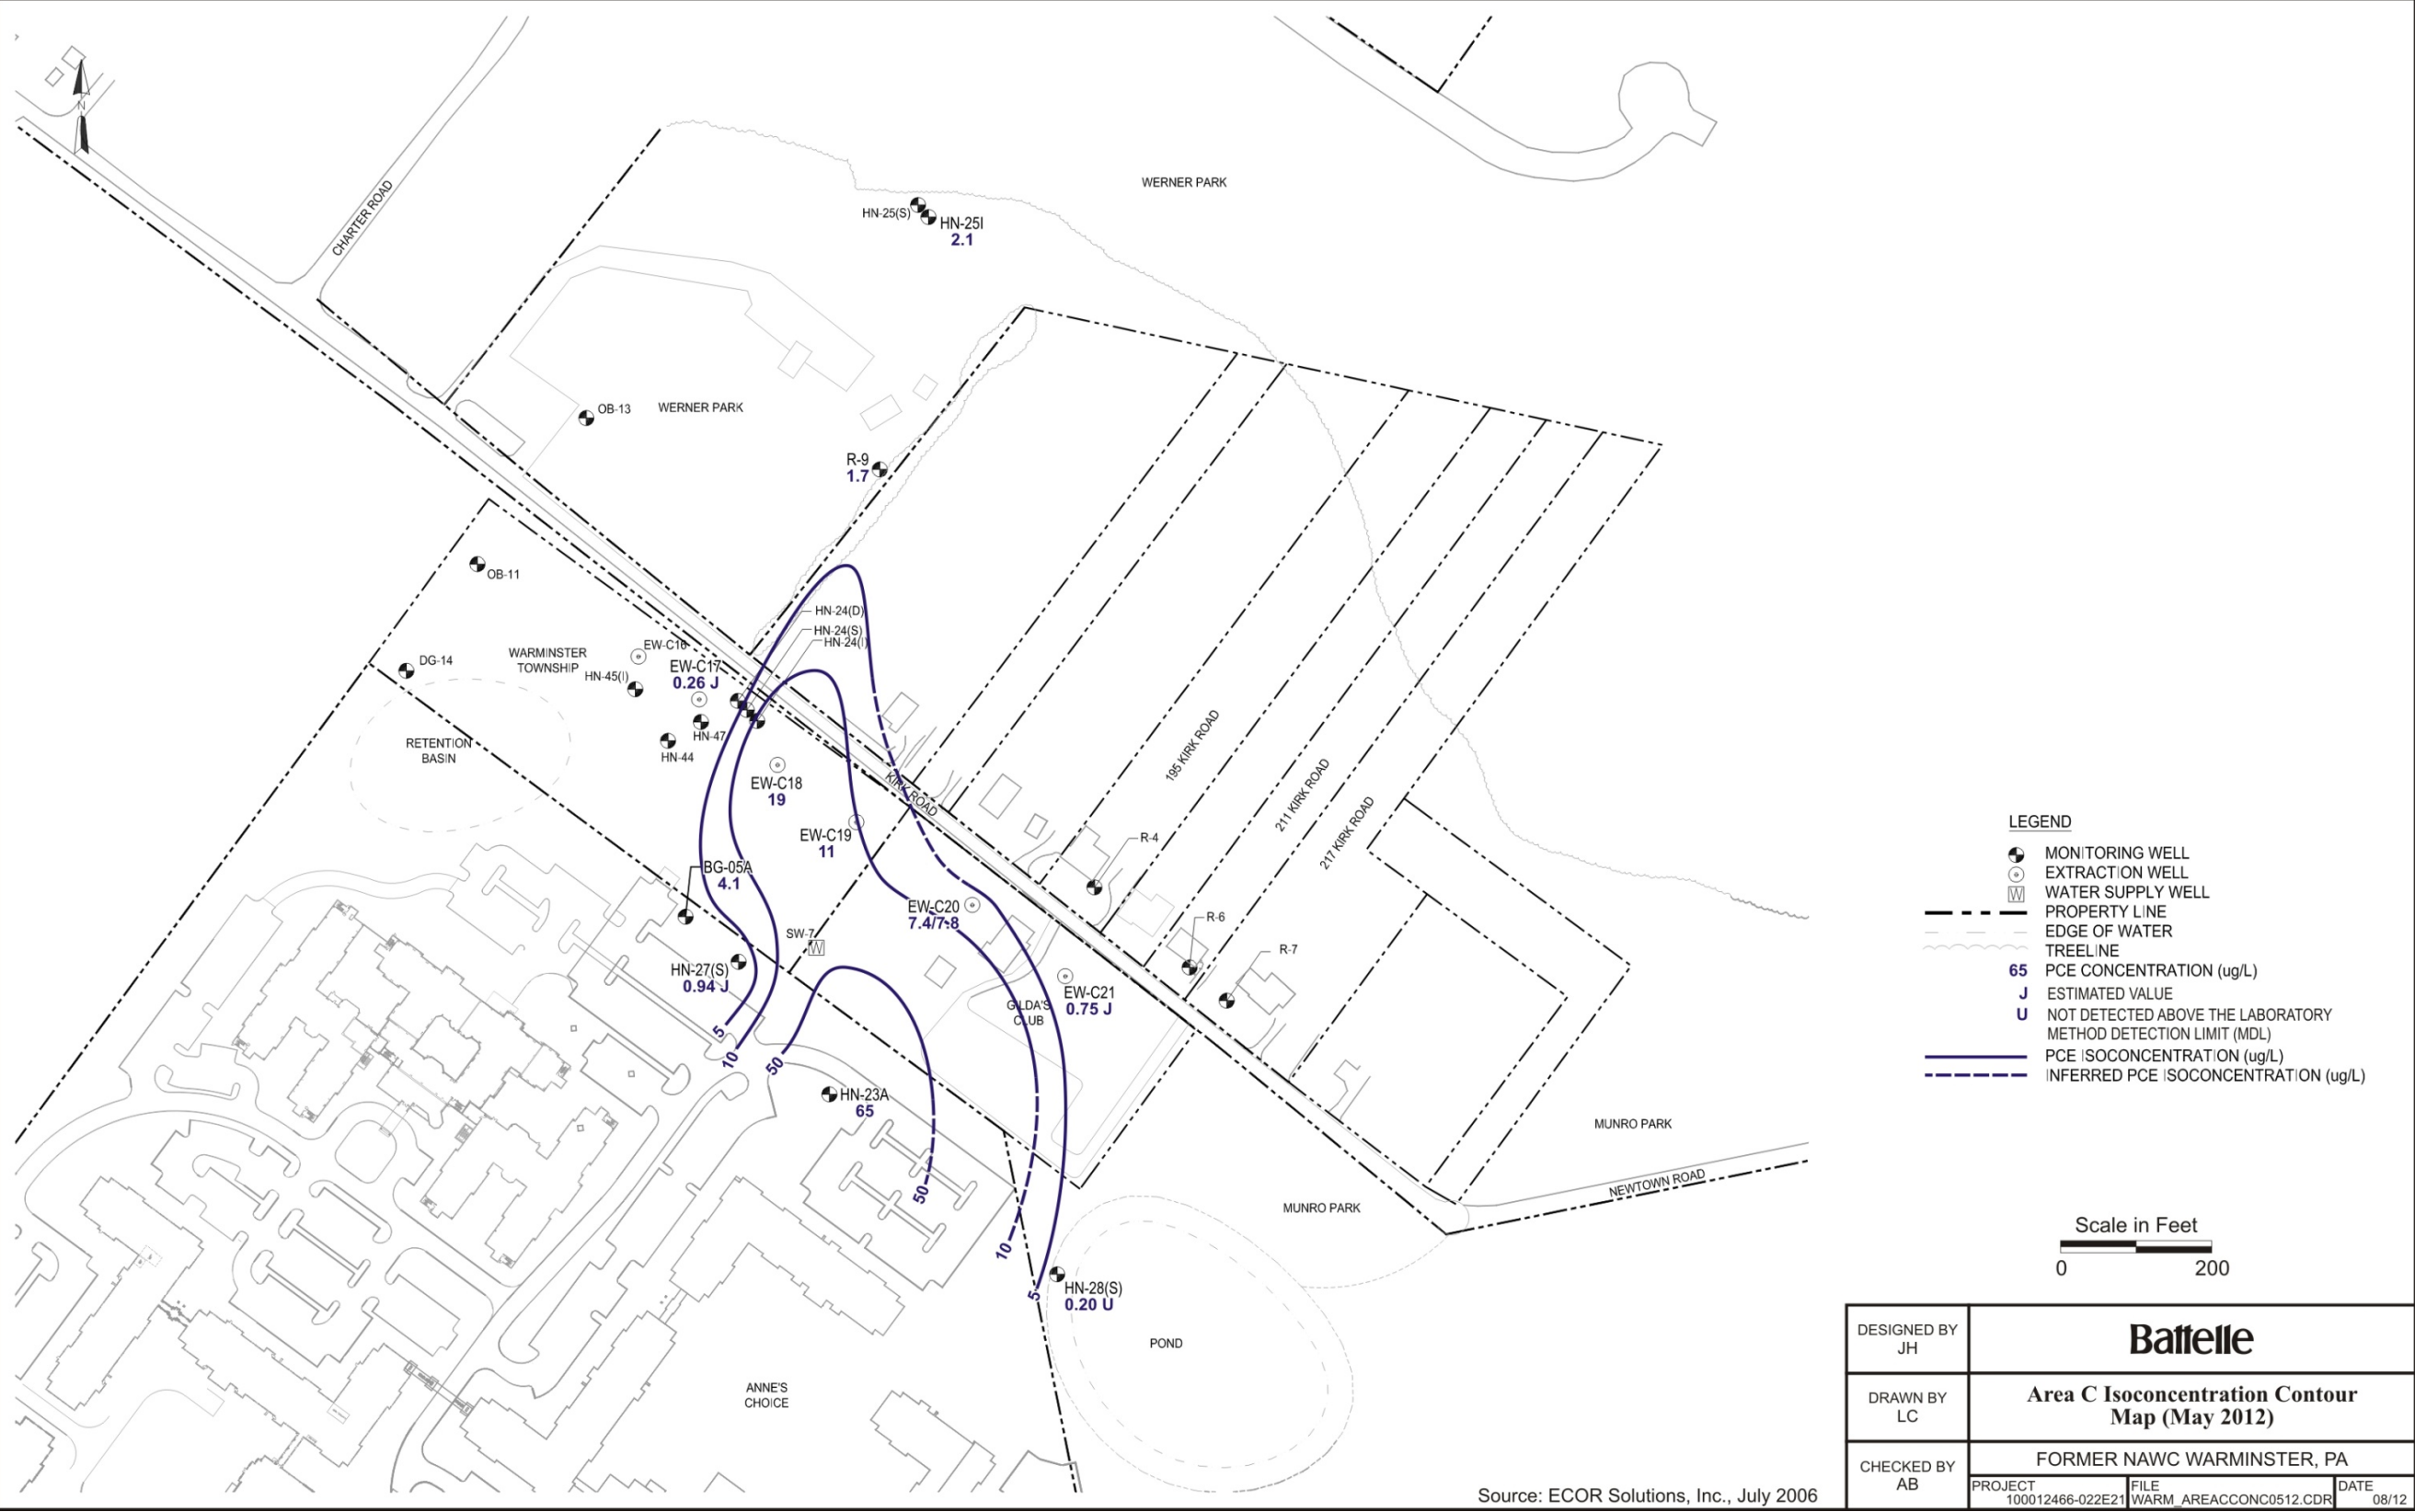 N
CHARTER ROAD
WERNER PARK
HN-25(S)
HN-25I
2.1
OB-13
WERNER PARK
R-9
1.7
OB-11
HN-24(D)
HN-24(S)
HN-24(I)
WARMINSTER
TOWNSHIP
EW-C16
DG-14
HN-45(I)
EW-C17
0.26 J
HN-47
HN-44
RETENTION
BASIN
EW-C18
19
KIRK ROAD
195 KIRK ROAD
211 KIRK ROAD
217 KIRK ROAD
EW-C19
11
R-4
BG-05A
4.1
EW-C20
7.4/7.8
R-6
SW-7
W
R-7
HN-27(S)
0.94 J
EW-C21
0.75 J
GILDA'S
CLUB
5
10
50
HN-23A
65
50
10
5
HN-28(S)
0.20 U
MUNRO PARK
NEWTOWN ROAD
MUNRO PARK
POND
ANNE'S
CHOICE
LEGEND
MONITORING WELL
EXTRACTION WELL
W WATER SUPPLY WELL
PROPERTY LINE
EDGE OF WATER
TREELINE
65 PCE CONCENTRATION (ug/L)
J ESTIMATED VALUE
U NOT DETECTED ABOVE THE LABORATORY
METHOD DETECTION LIMIT (MDL)
PCE ISOCONCENTRATION (ug/L)
INFERRED PCE ISOCONCENTRATION (ug/L)
Scale in Feet
0 200
DESIGNED BY
JH
Battelle
DRAWN BY
LC
Area C Isoconcentration Contour
Map (May 2012)
CHECKED BY
AB
FORMER NAWC WARMINSTER, PA
PROJECT
100012466-022E21
FILE
WARM_AREACCONC0512.CDR
DATE
08/12
Source: ECOR Solutions, Inc., July 2006